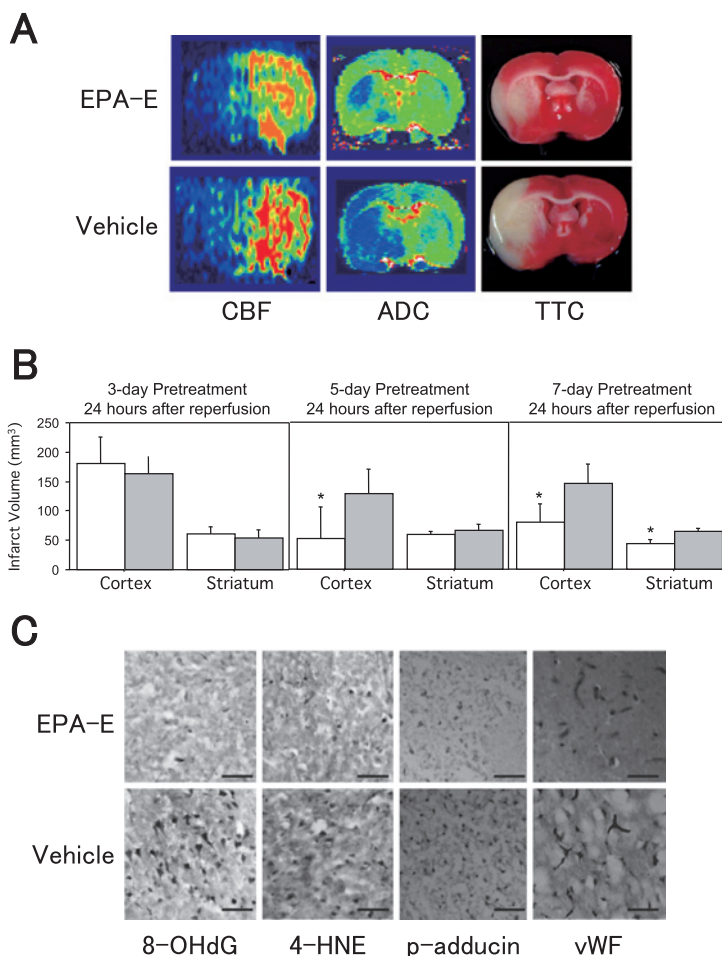 A
EPA-E
Vehicle
CBF ADC TTC
B
3-day Pretreatment
24 hours after reperfusion
5-day Pretreatment
24 hours after reperfusion
7-day Pretreatment
24 hours after reperfusion
Infarct Volume (mm³)
250
200
150
100
50
0
* * *
Cortex Striatum Cortex Striatum Cortex Striatum
C
EPA-E
Vehicle
8-OHdG 4-HNE p-adducin vWF